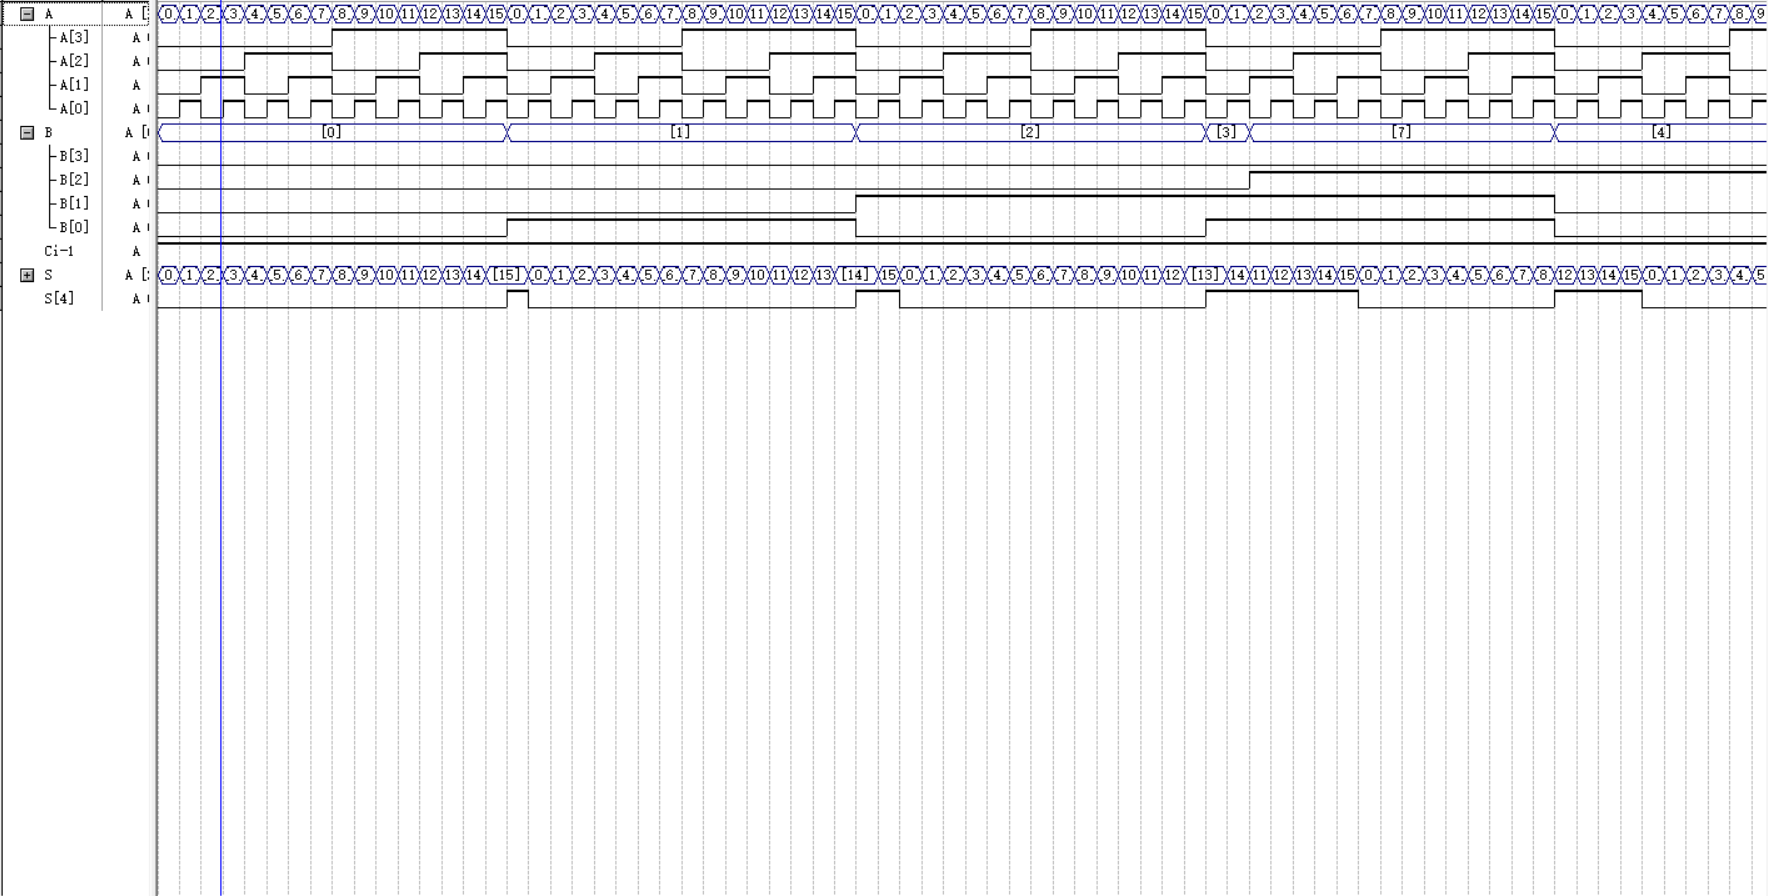 A A [ 0 1 2 3 4 5 6 7 8 9 10 11 12 13 14 15 0 1 2 3 4 5 6 7 8 9 10 11 12 13 14 15 0 1 2 3 4 5 6 7 8 9 10 11 12 13 14 15 0 1 2 3 4 5 6 7 8 9 10 11 12 13 14 15 0 1 2 3 4 5 6 7 8 9
A[3] A
A[2] A
A[1] A
A[0] A
B A [ [0] [1] [2] [3] [7] [4]
B[3] A
B[2] A
B[1] A
B[0] A
Ci-1 A
S A [ 0 1 2 3 4 5 6 7 8 9 10 11 12 13 14 [15] 0 1 2 3 4 5 6 7 8 9 10 11 12 13 [14] 15 0 1 2 3 4 5 6 7 8 9 10 11 12 [13] 14 11 12 13 14 15 0 1 2 3 4 5 6 7 8 12 13 14 15 0 1 2 3 4 5
S[4] A